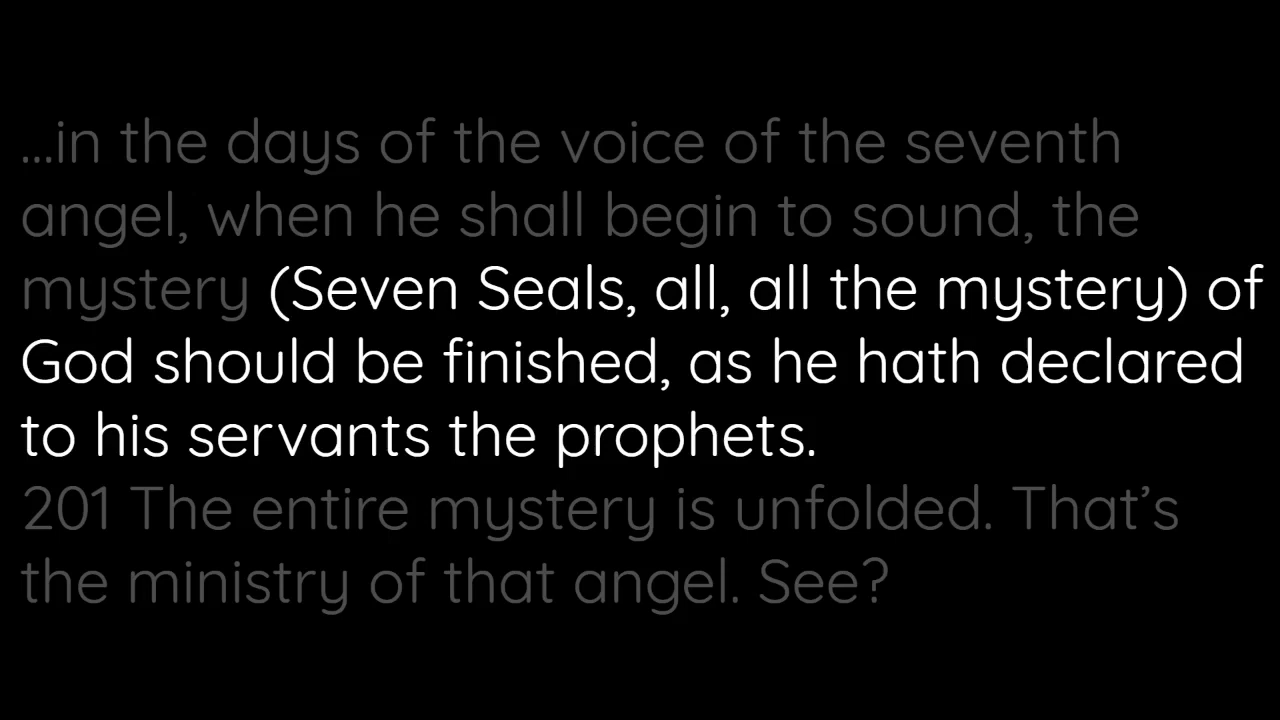 ...in the days of the voice of the seventh
angel, when he shall begin to sound, the
mystery (Seven Seals, all, all the mystery) of
God should be finished, as he hath declared
to his servants the prophets.
201 The entire mystery is unfolded. That’s
the ministry of that angel. See?